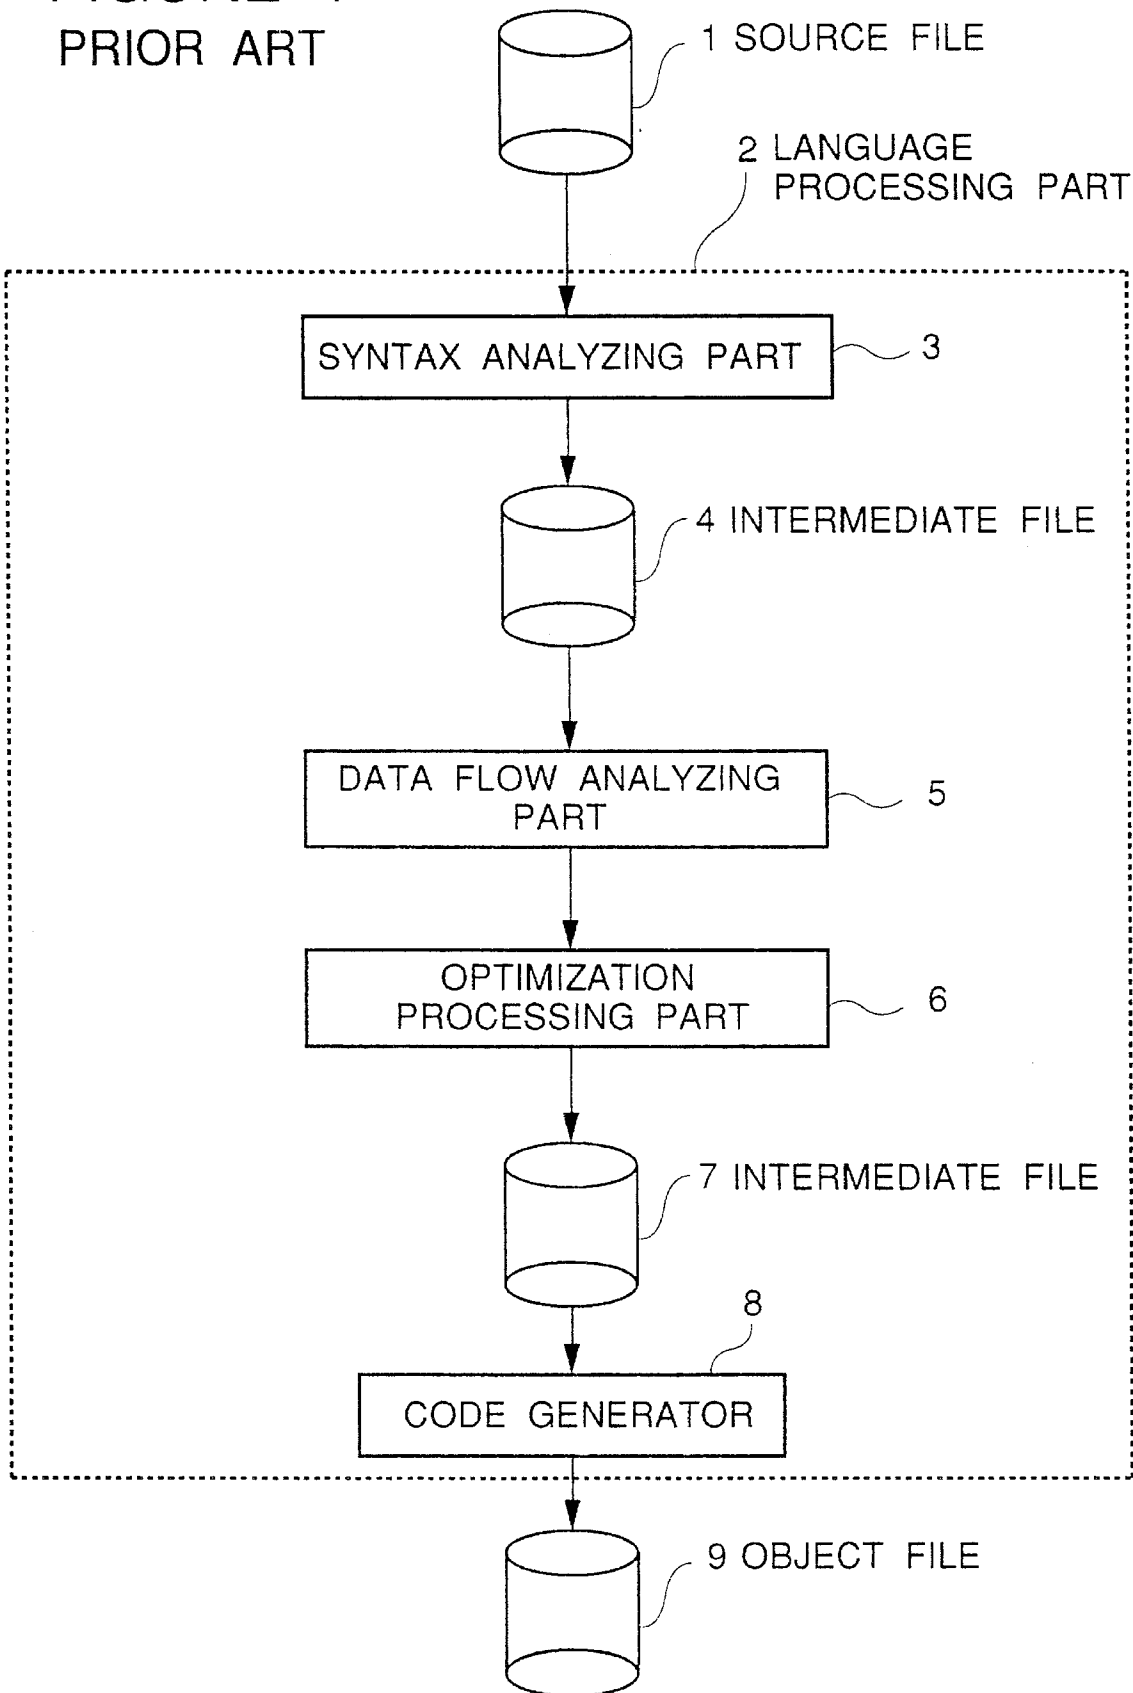 PRIOR ART
1 SOURCE FILE
2 LANGUAGE
PROCESSING PART
SYNTAX ANALYZING PART
3
4 INTERMEDIATE FILE
DATA FLOW ANALYZING
PART
5
OPTIMIZATION
PROCESSING PART
6
7 INTERMEDIATE FILE
8
CODE GENERATOR
9 OBJECT FILE